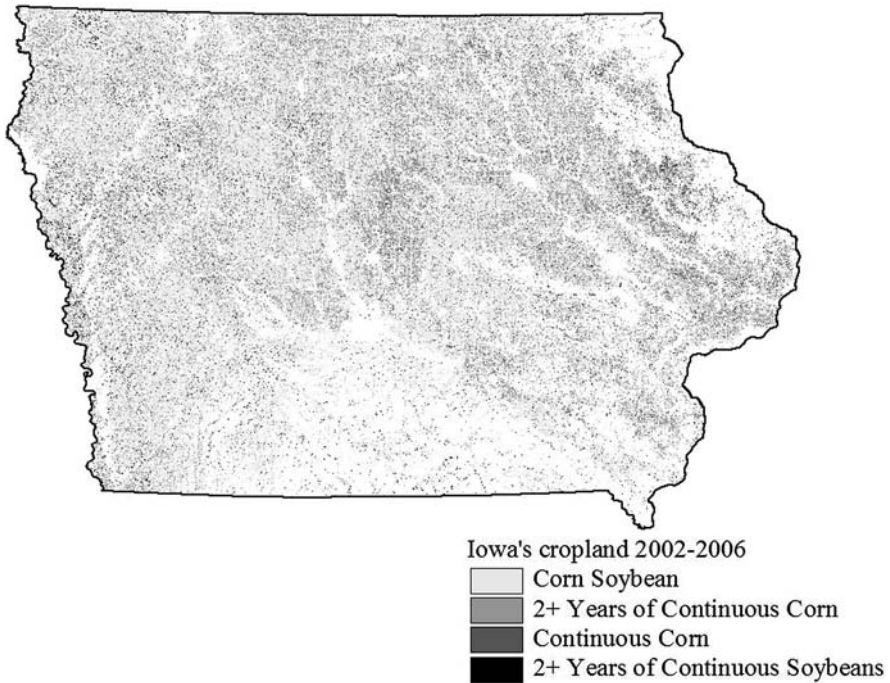 Iowa's cropland 2002-2006
Corn Soybean
2+ Years of Continuous Corn
Continuous Corn
2+ Years of Continuous Soybeans